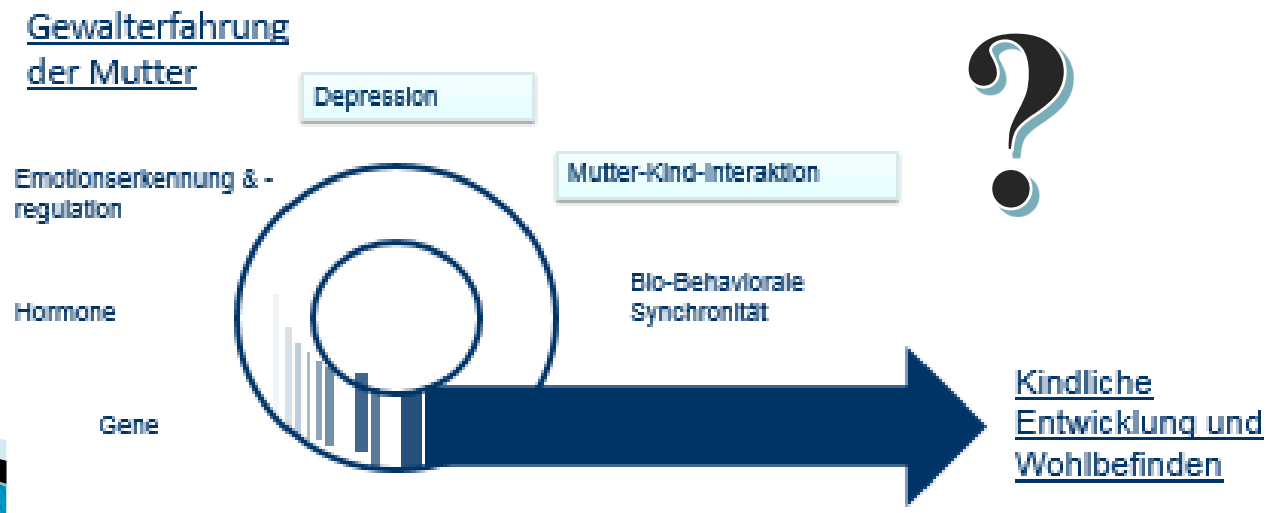 Gewalterfahrung
der Mutter
Depression
Emotionserkennung & -
regulation
Mutter-Kind-Interaktion
Hormone
Bio-Behaviorale
Synchronität
Gene
Kindliche
Entwicklung und
Wohlbefinden
?